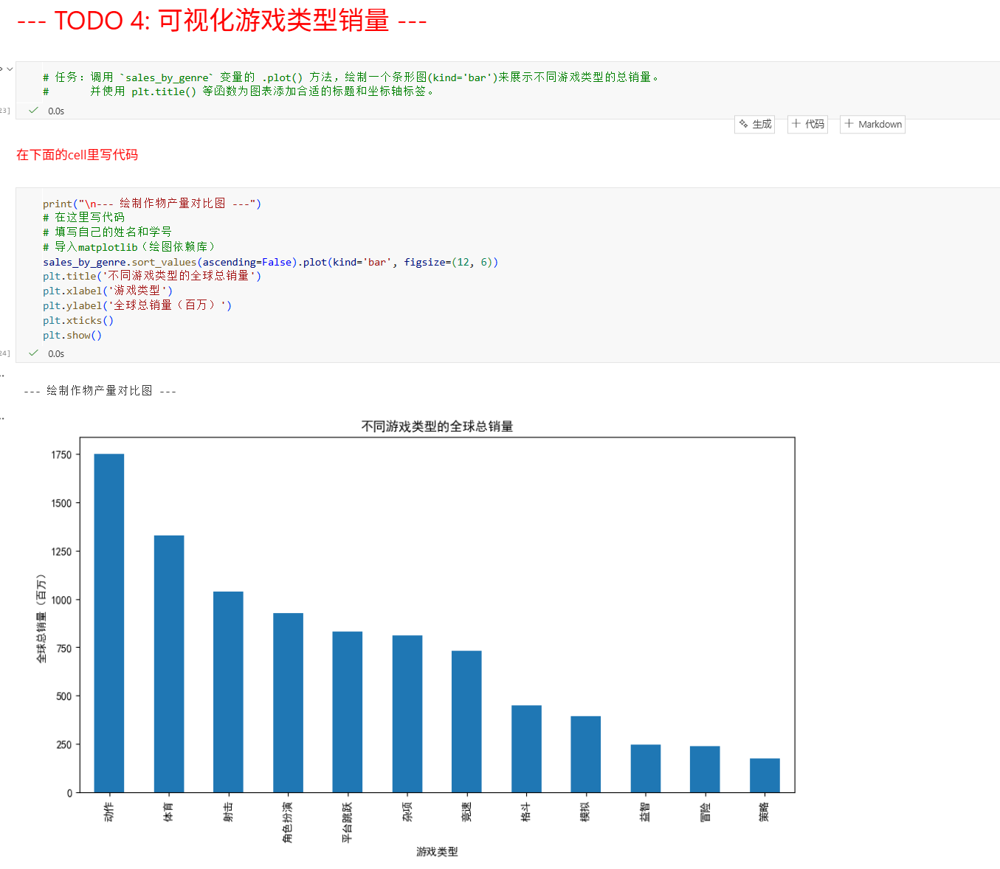 --- TODO 4: 可视化游戏类型销量 ---
# 任务：调用 `sales_by_genre` 变量的 .plot() 方法，绘制一个条形图(kind='bar')来展示不同游戏类型的总销量。
#       并使用 plt.title() 等函数为图表添加合适的标题和坐标轴标签。
23]
0.0s
生成
代码
Markdown
在下面的cell里写代码
print("\n--- 绘制作物产量对比图 ---")
# 在这里写代码
# 填写自己的姓名和学号
# 导入matplotlib（绘图依赖库）
sales_by_genre.sort_values(ascending=False).plot(kind='bar', figsize=(12, 6))
plt.title('不同游戏类型的全球总销量')
plt.xlabel('游戏类型')
plt.ylabel('全球总销量（百万）')
plt.xticks()
plt.show()
24]
0.0s
--- 绘制作物产量对比图 ---
不同游戏类型的全球总销量
1750
1500
1250
1000
750
500
250
0
全球总销量（百万）
动作
体育
射击
角色扮演
平台跳跃
杂项
竞速
格斗
模拟
益智
冒险
策略
游戏类型